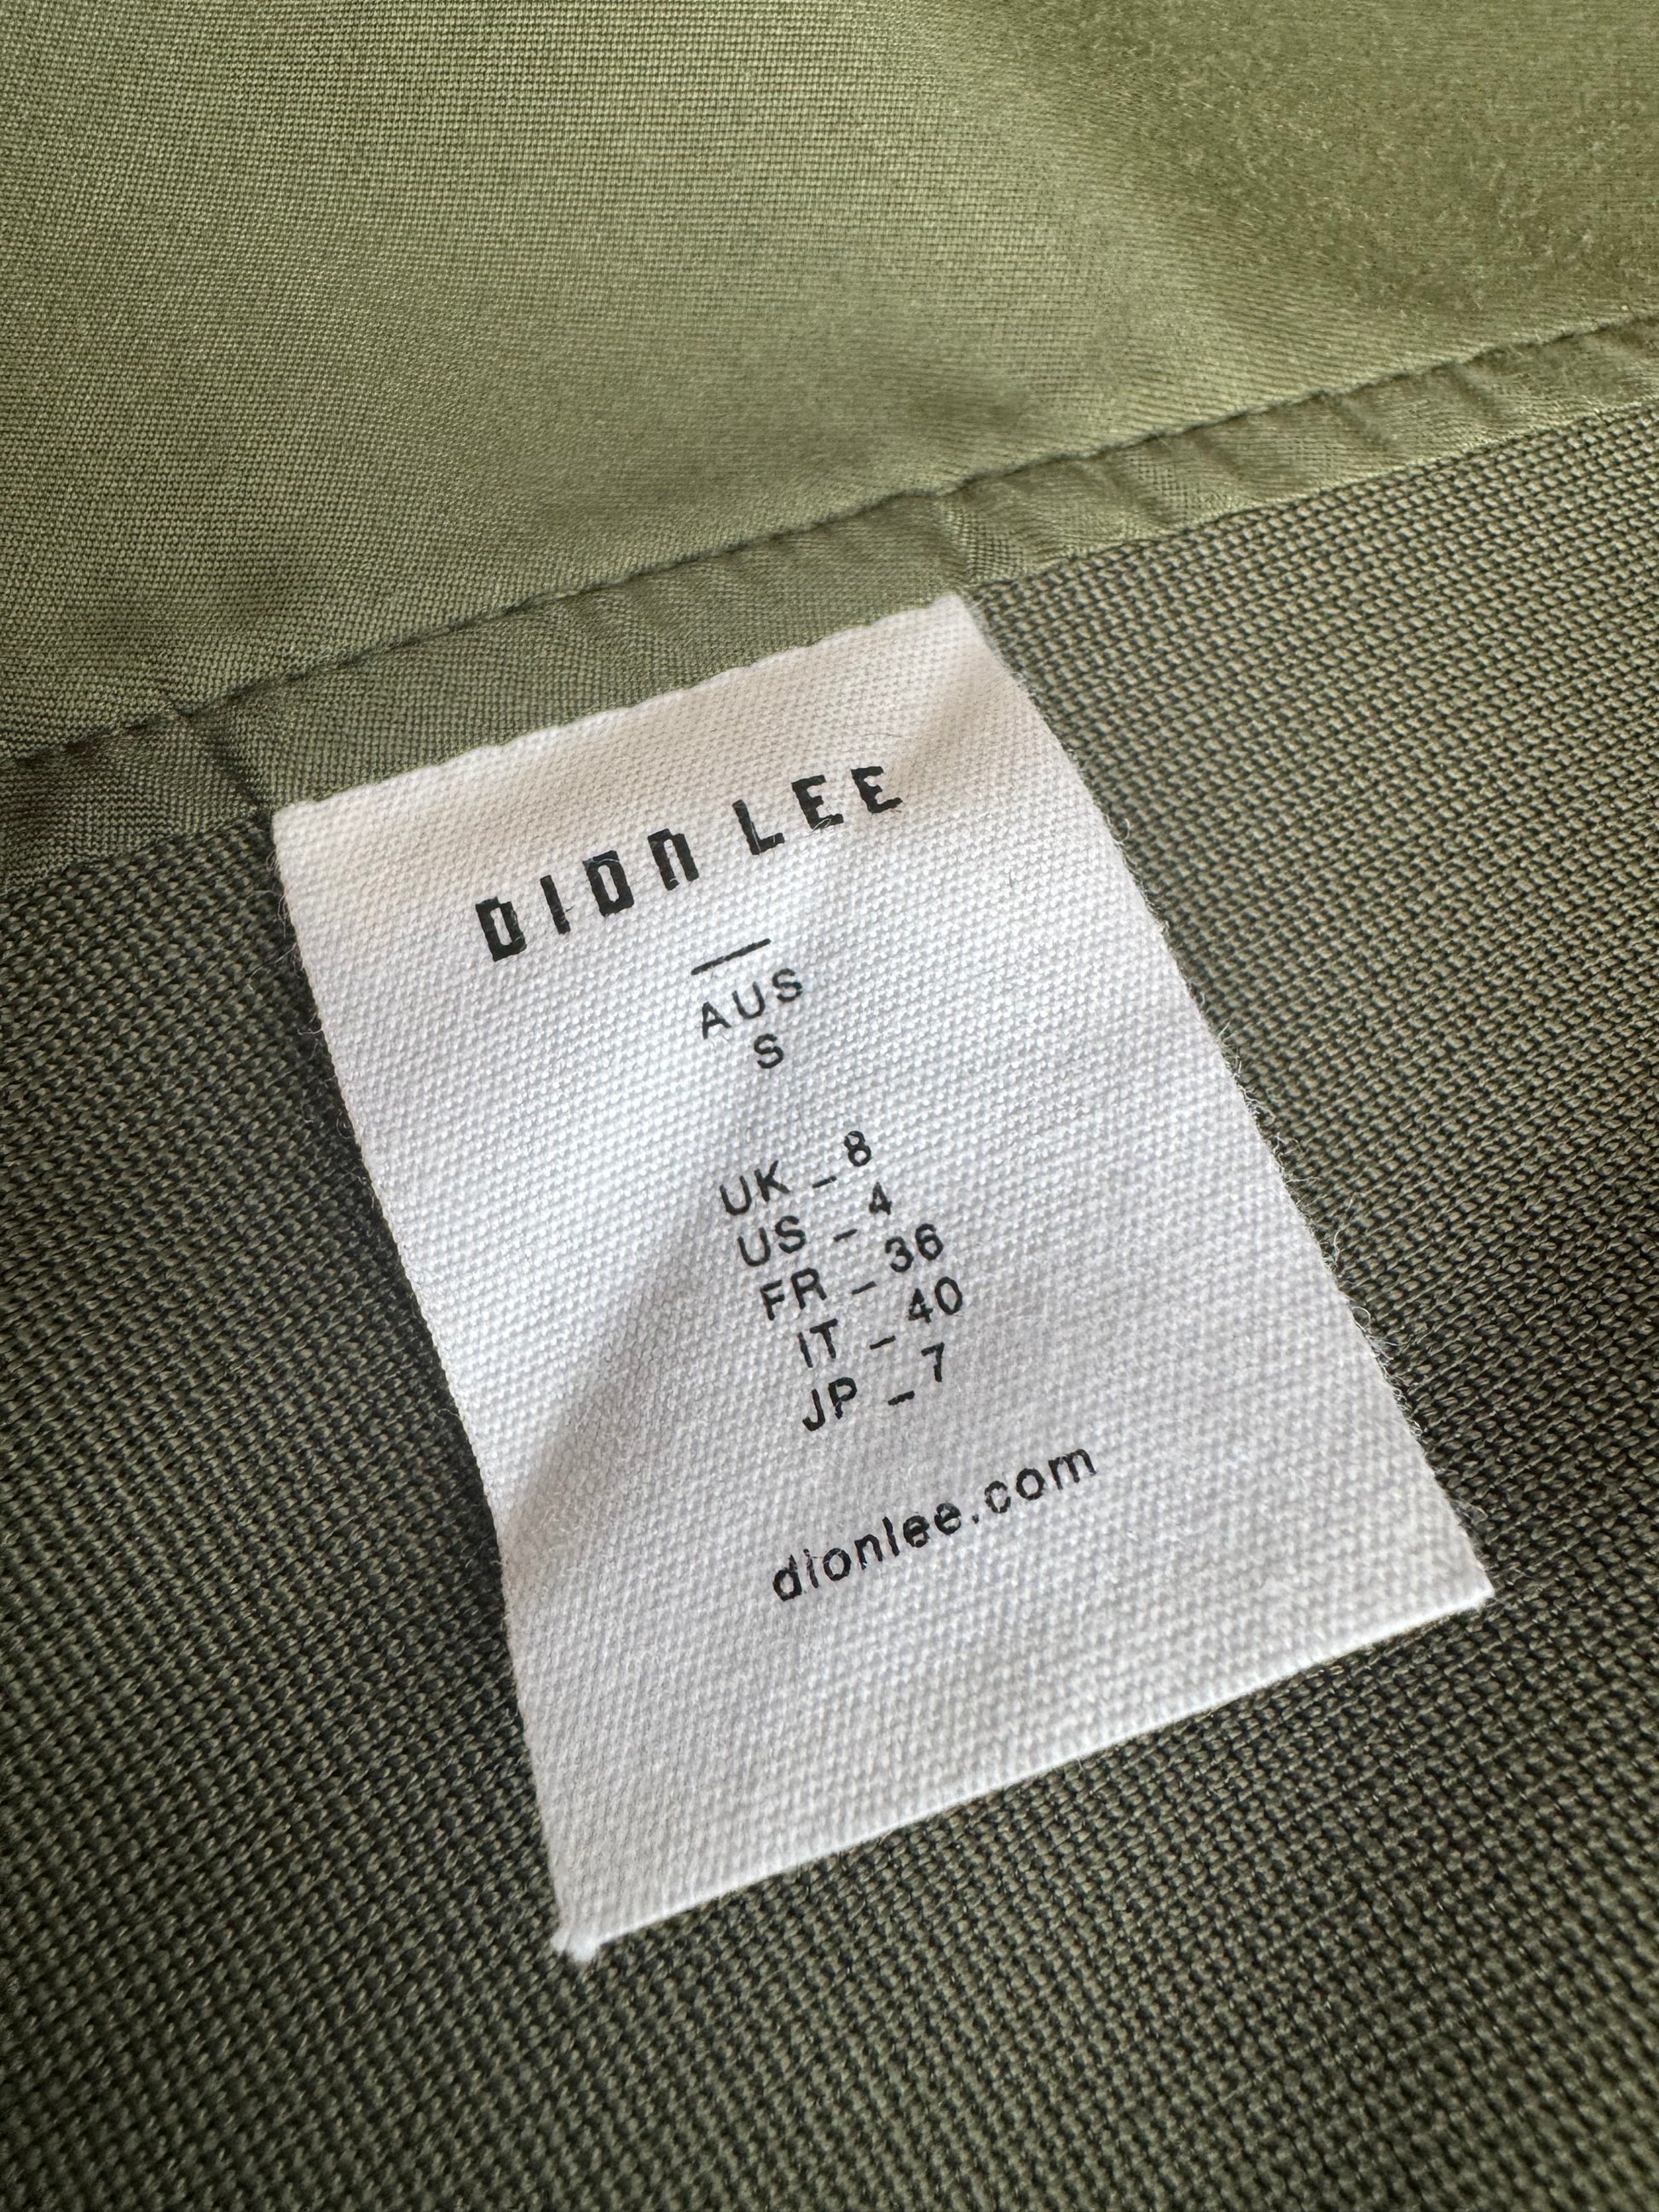 DION LEE
AUS
S
UK - 8
US - 4
FR - 36
IT - 40
JP - 7
dionlee.com